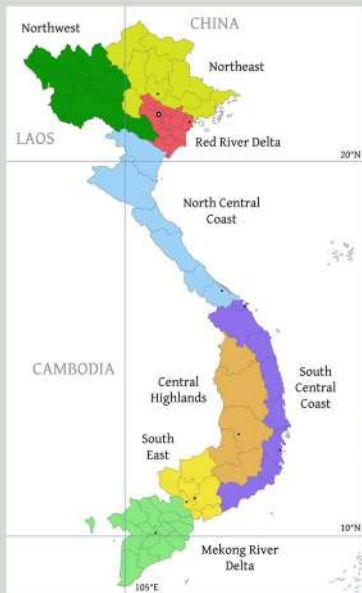 CHINA
Northwest
Northeast
LAOS
Red River Delta
20°N
North Central
Coast
CAMBODIA
Central
Highlands
South
Central
Coast
South
East
10°N
Mekong River
Delta
105°E